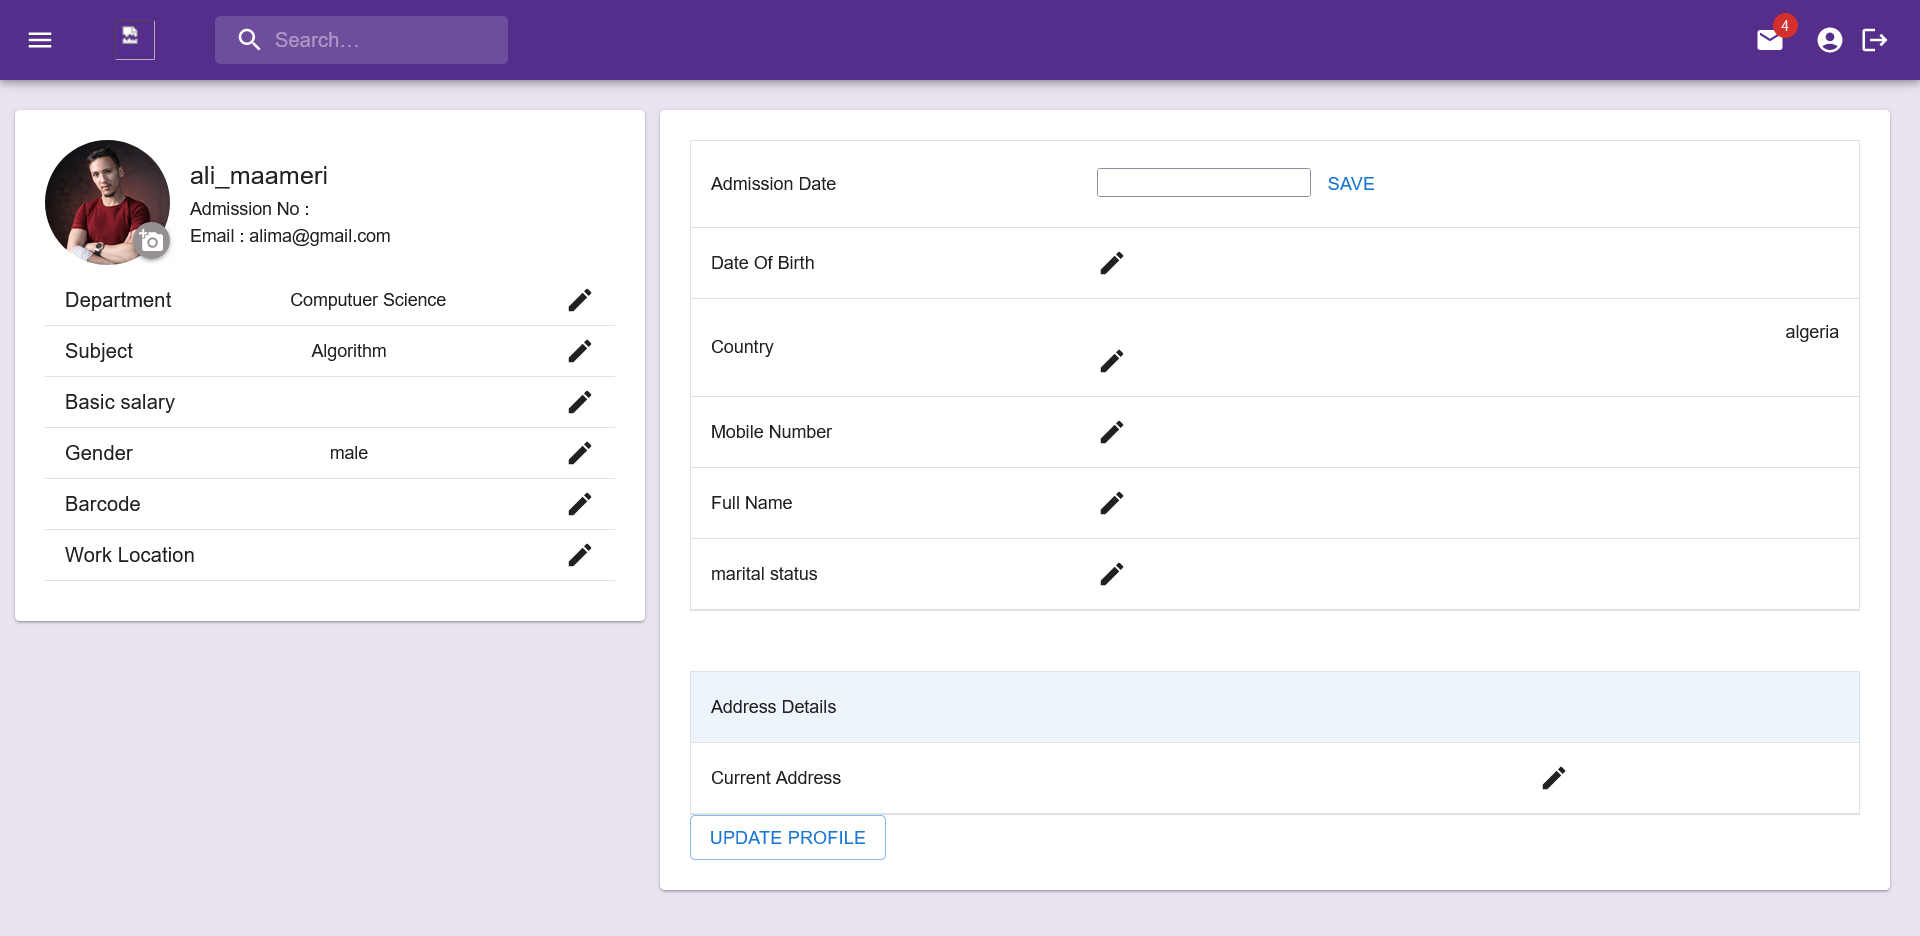 Search...
4
ali_maameri
Admission No :
Email : alima@gmail.com
Department Computuer Science
Subject Algorithm
Basic salary
Gender male
Barcode
Work Location
Admission Date SAVE
Date Of Birth
Country algeria
Mobile Number
Full Name
marital status
Address Details
Current Address
UPDATE PROFILE